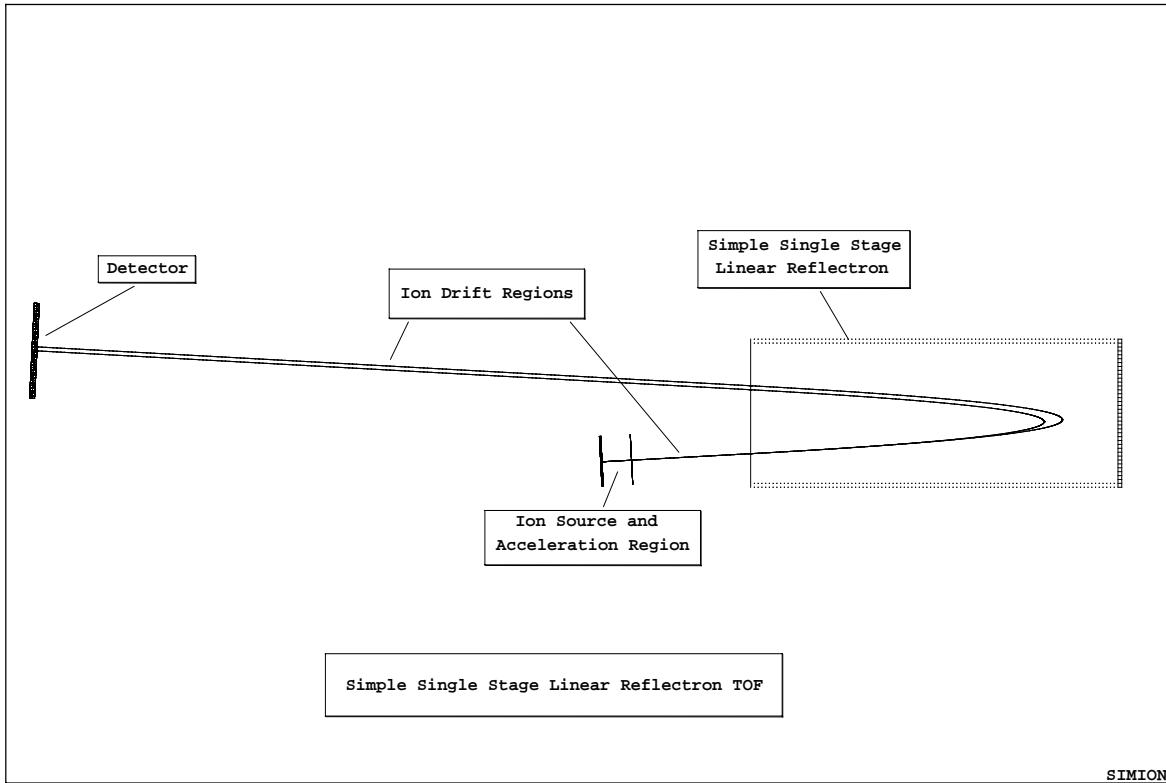 Simple Single Stage
Linear Reflectron
Detector
Ion Drift Regions
Ion Source and
Acceleration Region
Simple Single Stage Linear Reflectron TOF
SIMION